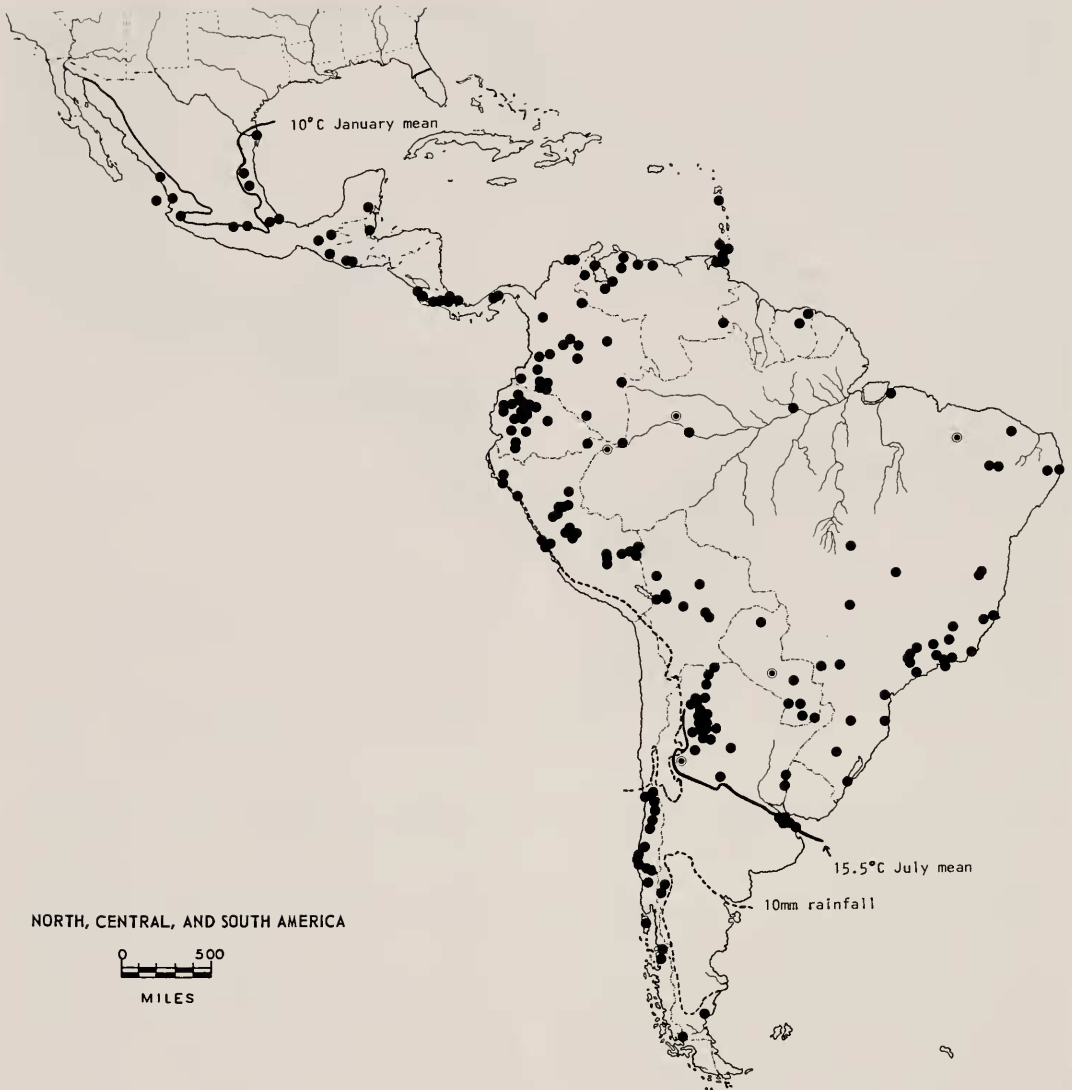 10°C January mean
15.5°C July mean
10mm rainfall
NORTH, CENTRAL, AND SOUTH AMERICA
0 500
MILES